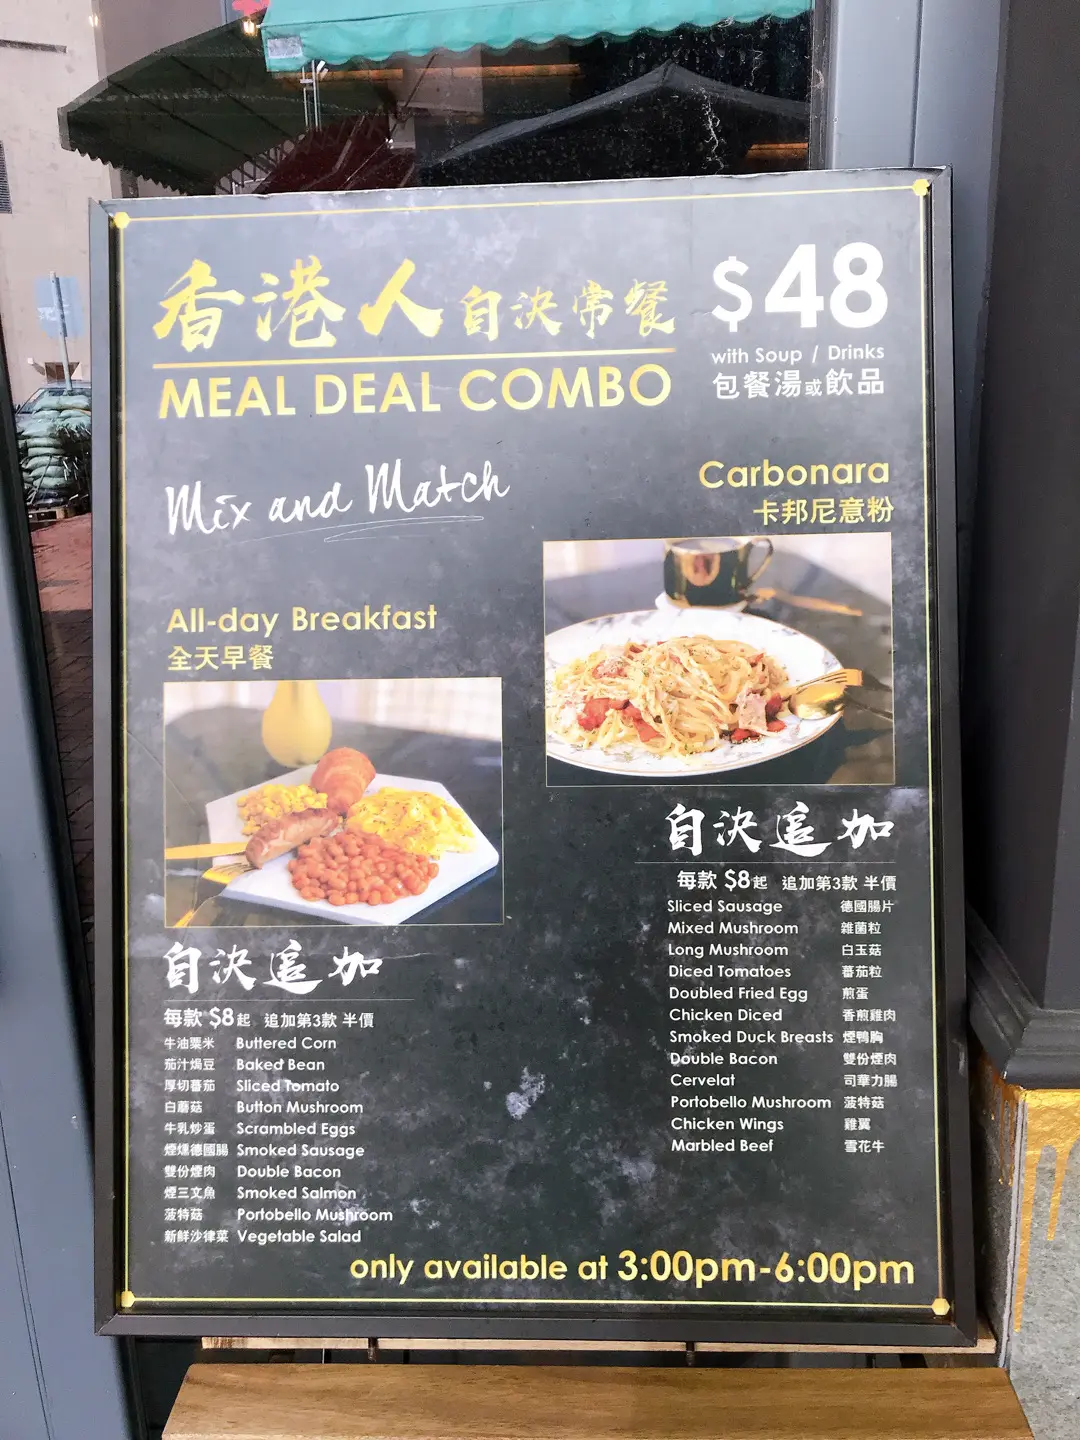 香港人自決常餐
MEAL DEAL COMBO
$48
with Soup / Drinks
包餐湯或飲品
Mix and Match
Carbonara
卡邦尼意粉
All-day Breakfast
全天早餐
自決追加
每款 $8起 追加第3款 半價
牛油粟米 Buttered Corn
茄汁焗豆 Baked Bean
厚切蕃茄 Sliced Tomato
白蘑菇 Button Mushroom
牛乳炒蛋 Scrambled Eggs
煙燻德國腸 Smoked Sausage
雙份煙肉 Double Bacon
煙三文魚 Smoked Salmon
菠特菇 Portobello Mushroom
新鮮沙律菜 Vegetable Salad
自決追加
每款 $8起 追加第3款 半價
Sliced Sausage 德國腸片
Mixed Mushroom 雜菌粒
Long Mushroom 白玉菇
Diced Tomatoes 蕃茄粒
Doubled Fried Egg 煎蛋
Chicken Diced 香煎雞肉
Smoked Duck Breasts 煙鴨胸
Double Bacon 雙份煙肉
Cervelat 司華力腸
Portobello Mushroom 菠特菇
Chicken Wings 雞翼
Marbled Beef 雪花牛
only available at 3:00pm-6:00pm